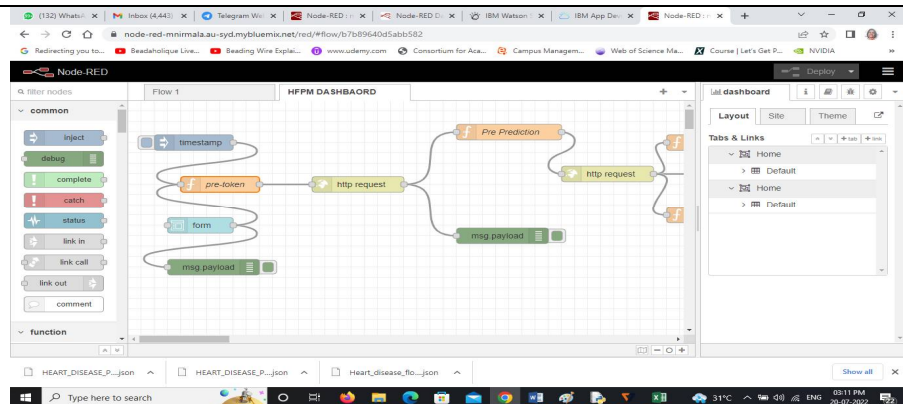 (132) WhatsA
Inbox (4,443)
Telegram We
Node-RED : n
Node-RED D
IBM Watson
IBM App Dev
Node-RED : r
node-red-mnirmala.au-syd.mybluemix.net/red/#flow/b7b89640d5abb582
Redirecting you to...
Beadaholique Live...
Beading Wire Explai...
www.udemy.com
Consortium for Aca...
Campus Managem...
Web of Science Ma...
Course | Let's Get P...
NVIDIA
Node-RED
Deploy
filter nodes
Flow 1
HFPM DASHBAORD
dashboard
common
inject
debug
complete
catch
status
link in
link call
link out
comment
function
timestamp
pre-token
form
msg.payload
http request
Pre Prediction
http request
msg.payload
Layout
Site
Theme
Tabs & Links
+ tab
+ link
Home
Default
Home
Default
HEART_DISEASE_P....json
HEART_DISEASE_P....json
Heart_disease_flo....json
Show all
Type here to search
31°C
ENG
03:11 PM
20-07-2022